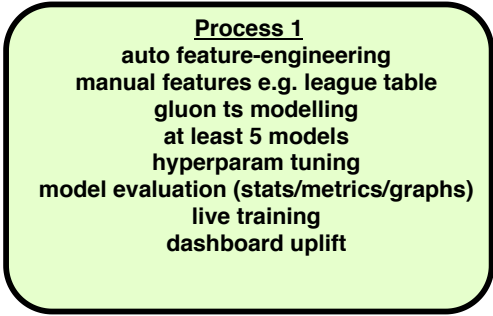 Process 1
auto feature-engineering
manual features e.g. league table
gluon ts modelling
at least 5 models
hyperparam tuning
model evaluation (stats/metrics/graphs)
live training
dashboard uplift